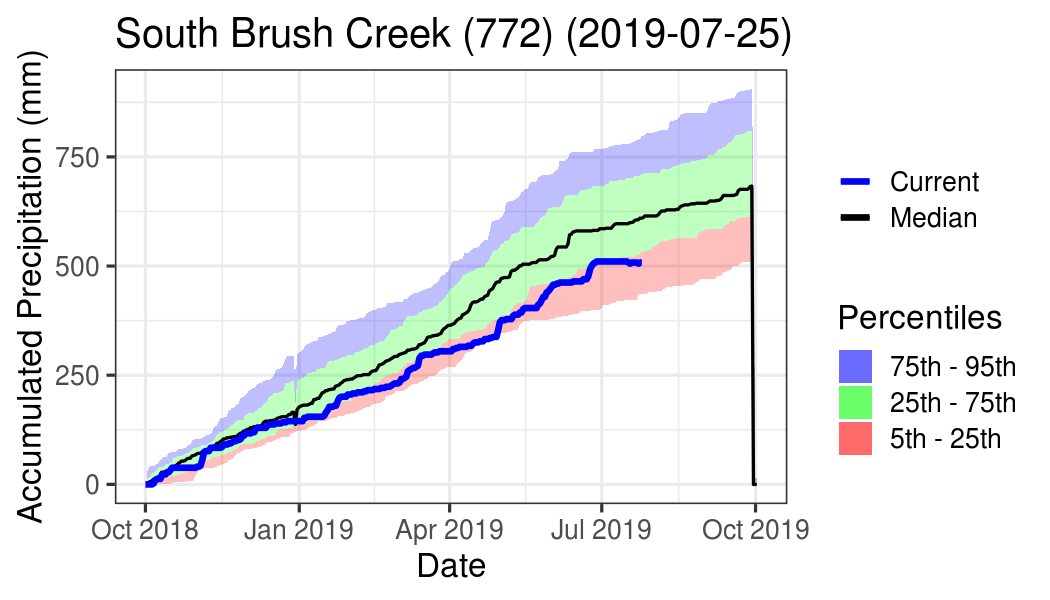 South Brush Creek (772) (2019-07-25)
Accumulated Precipitation (mm)
750
500
250
0
Oct 2018
Jan 2019
Apr 2019
Jul 2019
Oct 2019
Date
Current
Median
Percentiles
75th - 95th
25th - 75th
5th - 25th